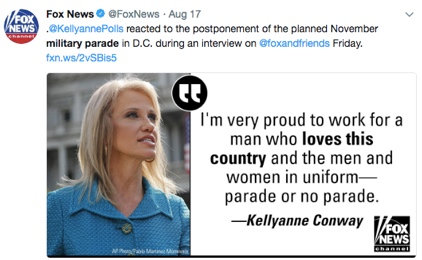 FOX
NEWS
channel
Fox News @FoxNews · Aug 17
.@KellyannePolls reacted to the postponement of the planned November
military parade in D.C. during an interview on @foxandfriends Friday.
fxn.ws/2vSBis5
I'm very proud to work for a
man who loves this
country and the men and
women in uniform—
parade or no parade.
—Kellyanne Conway
FOX
NEWS
channel
AP Photo/Pablo Martinez Monsivais